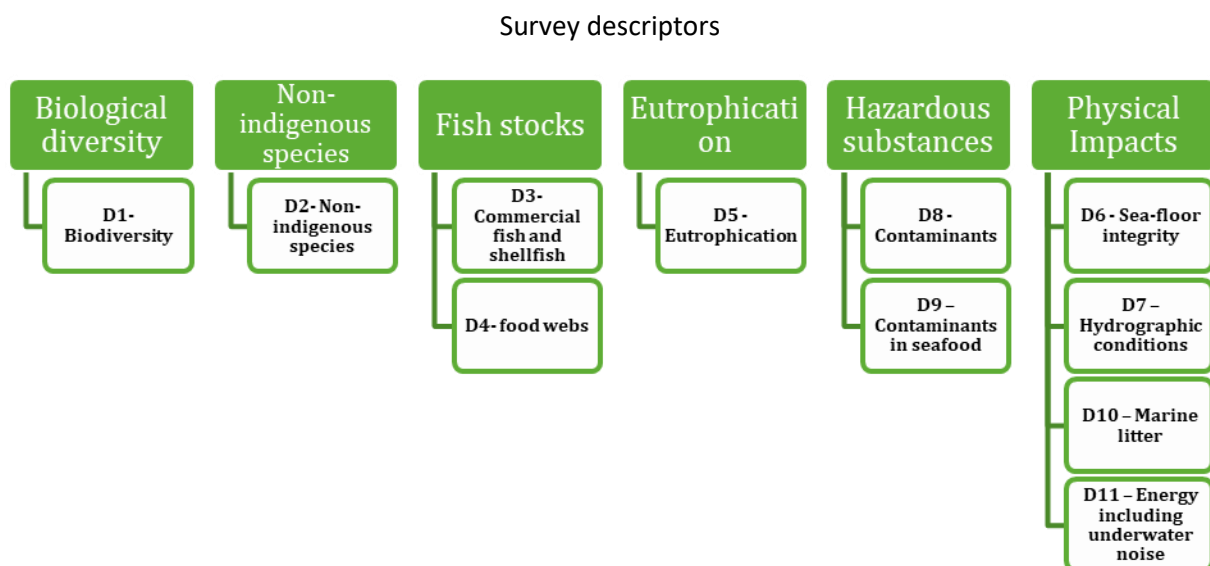 Survey descriptors
Biological
diversity
D1-
Biodiversity
Non-
indigenous
species
D2- Non-
indigenous
species
Fish stocks
D3-
Commercial
fish and
shellfish
D4- food webs
Eutrophicati
on
D5 -
Eutrophication
Hazardous
substances
D8 -
Contaminants
D9 –
Contaminants
in seafood
Physical
Impacts
D6 - Sea-floor
integrity
D7 –
Hydrographic
conditions
D10 – Marine
litter
D11 – Energy
including
underwater
noise